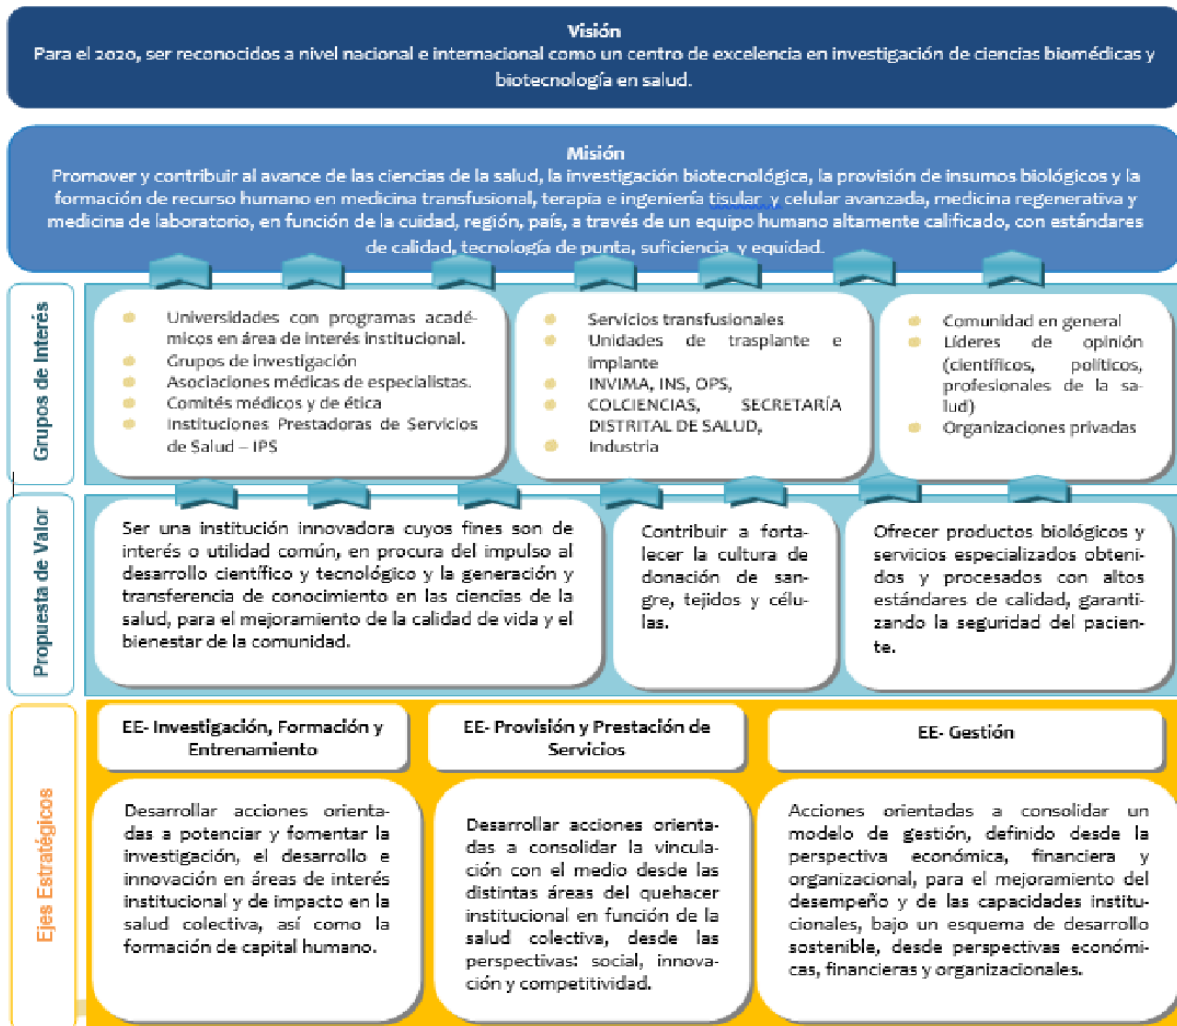 Visión
Para el 2020, ser reconocidos a nivel nacional e internacional como un centro de excelencia en investigación de ciencias biomédicas y
biotecnología en salud.
Misión
Promover y contribuir al avance de las ciencias de la salud, la investigación biotecnológica, la provisión de insumos biológicos y la
formación de recurso humano en medicina transfusional, terapia e ingeniería tisular y celular avanzada, medicina regenerativa y
medicina de laboratorio, en función de la cuidad, región, país, a través de un equipo humano altamente calificado, con estándares
de calidad, tecnología de punta, suficiencia y equidad.
Grupos de Interés
Universidades con programas acadé-
micos en área de interés institucional.
Grupos de investigación
Asociaciones médicas de especialistas.
Comités médicos y de ética
Instituciones Prestadoras de Servicios
de Salud – IPS
Servicios transfusionales
Unidades de trasplante e
implante
INVIMA, INS, OPS,
COLCIENCIAS, SECRETARÍA
DISTRITAL DE SALUD,
Industria
Comunidad en general
Líderes de opinión
(científicos, políticos,
profesionales de la sa-
lud)
Organizaciones privadas
Propuesta de Valor
Ser una institución innovadora cuyos fines son de
interés o utilidad común, en procura del impulso al
desarrollo científico y tecnológico y la generación y
transferencia de conocimiento en las ciencias de la
salud, para el mejoramiento de la calidad de vida y el
bienestar de la comunidad.
Contribuir a forta-
lecer la cultura de
donación de san-
gre, tejidos y célu-
las.
Ofrecer productos biológicos y
servicios especializados obteni-
dos y procesados con altos
estándares de calidad, garanti-
zando la seguridad del pacien-
te.
Ejes Estratégicos
EE- Investigación, Formación y
Entrenamiento
Desarrollar acciones orienta-
das a potenciar y fomentar la
investigación, el desarrollo e
innovación en áreas de interés
institucional y de impacto en la
salud colectiva, así como la
formación de capital humano.
EE- Provisión y Prestación de
Servicios
Desarrollar acciones orienta-
das a consolidar la vincula-
ción con el medio desde las
distintas áreas del quehacer
institucional en función de la
salud colectiva, desde las
perspectivas: social, innova-
ción y competitividad.
EE- Gestión
Acciones orientadas a consolidar un
modelo de gestión, definido desde la
perspectiva económica, financiera y
organizacional, para el mejoramiento del
desempeño y de las capacidades institu-
cionales, bajo un esquema de desarrollo
sostenible, desde perspectivas económi-
cas, financieras y organizacionales.